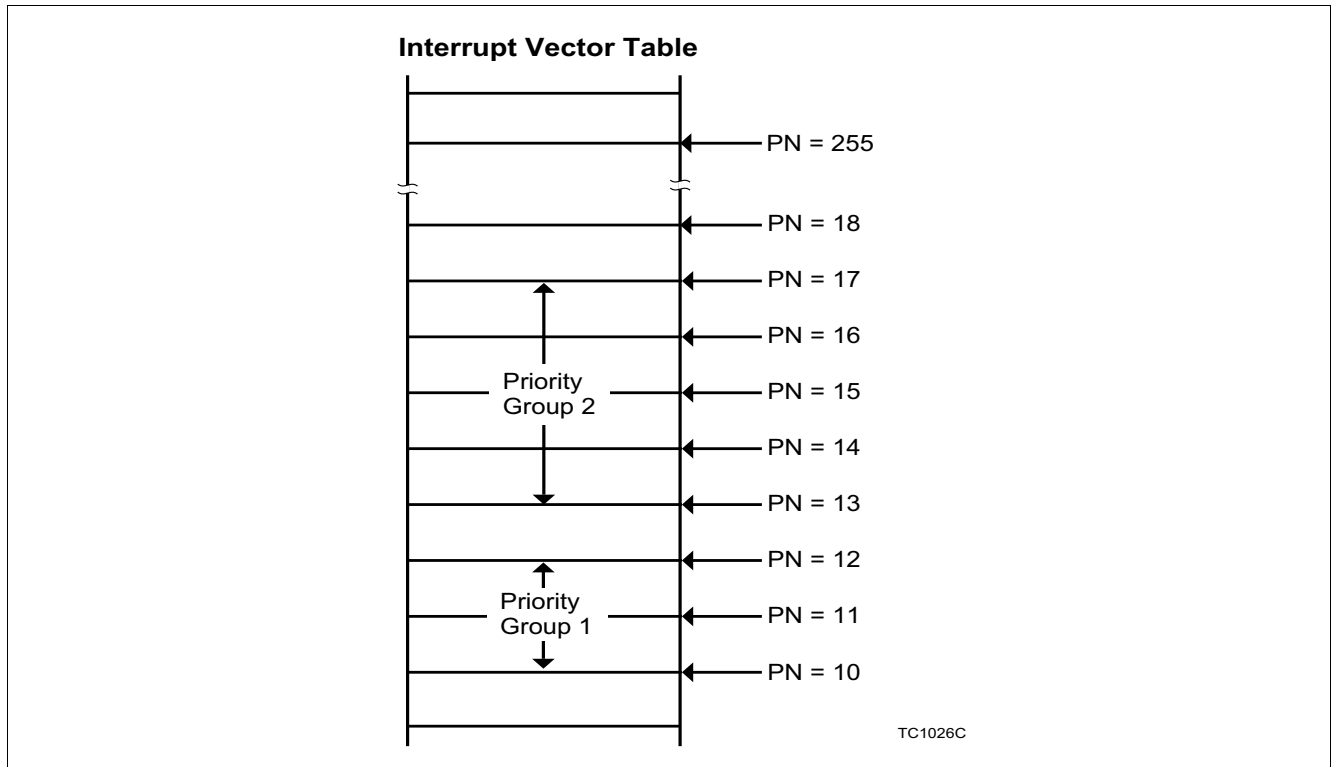 Interrupt Vector Table
PN = 255
PN = 18
PN = 17
PN = 16
Priority
Group 2
PN = 15
PN = 14
PN = 13
PN = 12
Priority
Group 1
PN = 11
PN = 10
TC1026C